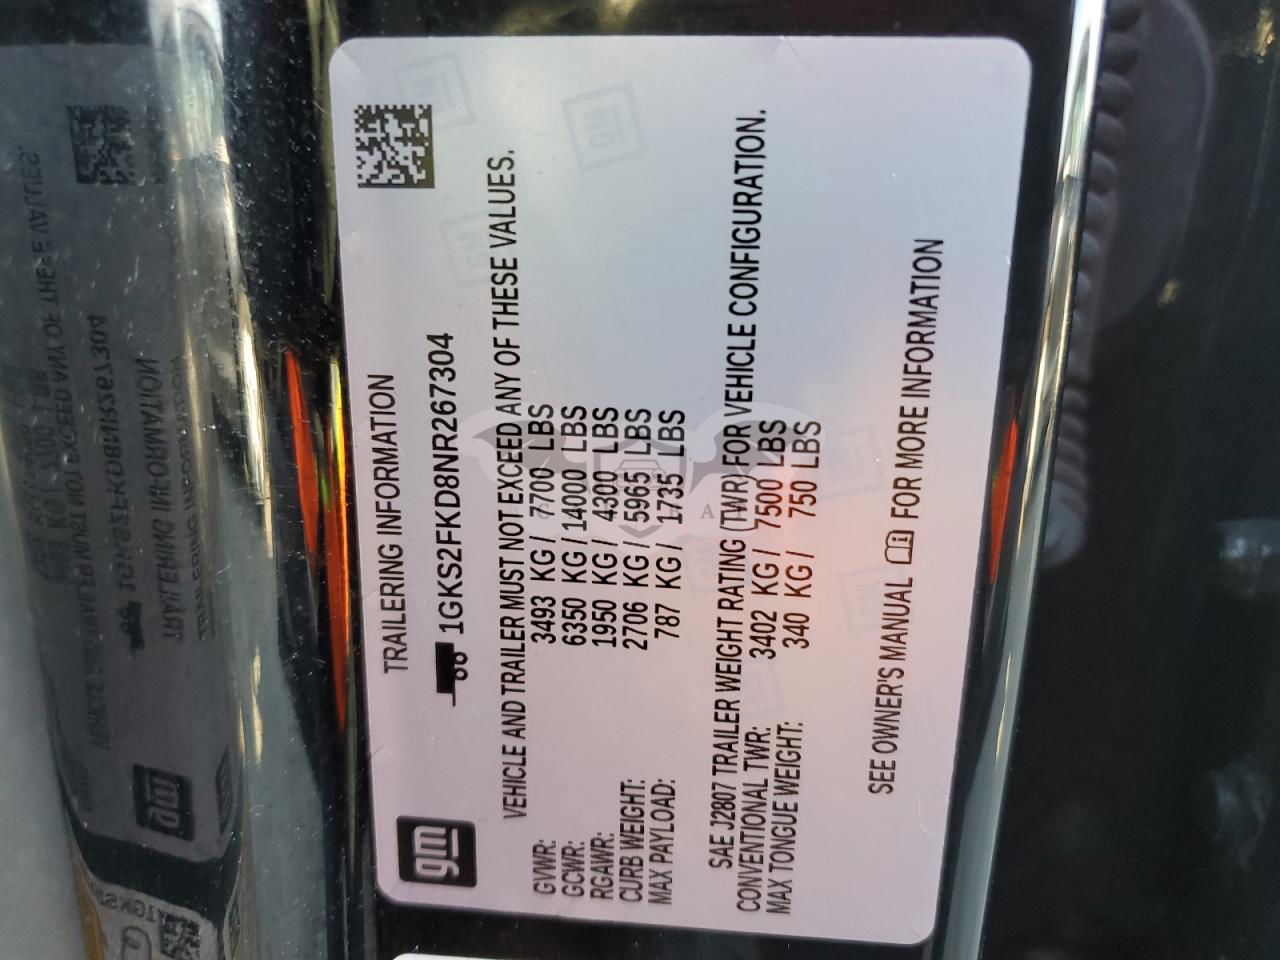 gm
TRAILERING INFORMATION
1GKS2FKD8NR267304
VEHICLE AND TRAILER MUST NOT EXCEED ANY OF THESE VALUES.
GVWR: 3493 KG / 7700 LBS
GCWR: 6350 KG / 14000 LBS
RGAWR: 1950 KG / 4300 LBS
CURB WEIGHT: 2706 KG / 5965 LBS
MAX PAYLOAD: 787 KG / 1735 LBS
SAE J2807 TRAILER WEIGHT RATING (TWR) FOR VEHICLE CONFIGURATION.
CONVENTIONAL TWR: 3402 KG / 7500 LBS
MAX TONGUE WEIGHT: 340 KG / 750 LBS
SEE OWNER'S MANUAL FOR MORE INFORMATION